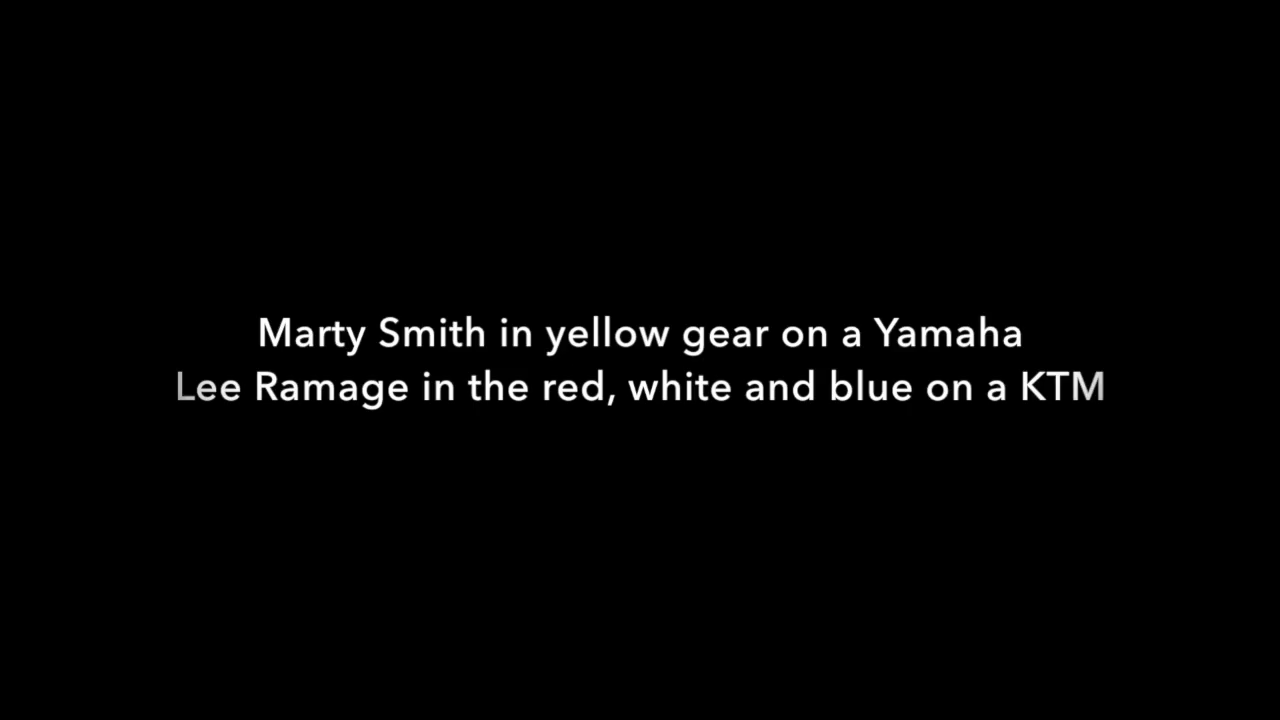 Marty Smith in yellow gear on a Yamaha
Lee Ramage in the red, white and blue on a KTM